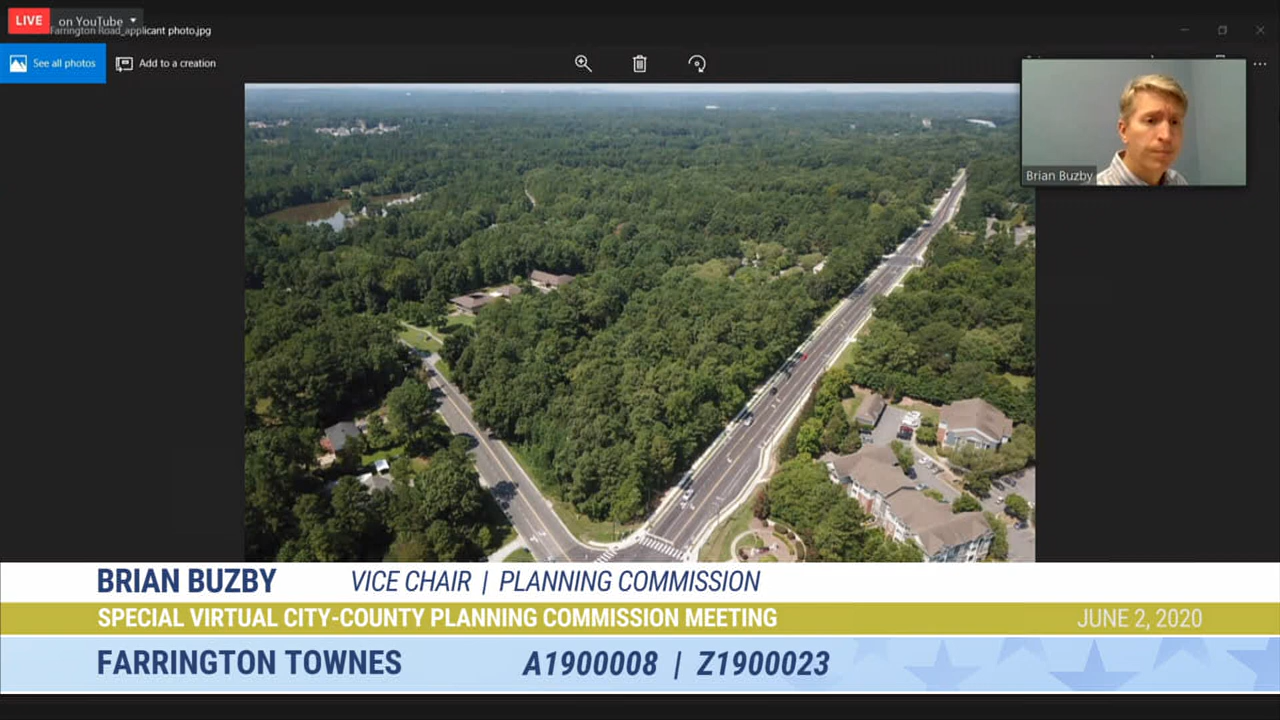 LIVE
on YouTube
Farrington Road_applicant photo.jpg
See all photos
Add to a creation
Brian Buzby
BRIAN BUZBY
VICE CHAIR | PLANNING COMMISSION
SPECIAL VIRTUAL CITY-COUNTY PLANNING COMMISSION MEETING
JUNE 2, 2020
FARRINGTON TOWNES
A1900008 | Z1900023